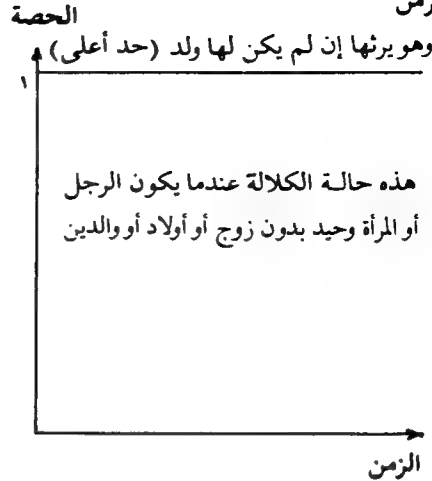 زمن
الحصة
وهو يرثها إن لم يكن لها ولد (حد أعلى)
١
هذه حالة الكلالة عندما يكون الرجل
أو المرأة وحيد بدون زوج أو أولاد أو والدين
الزمن